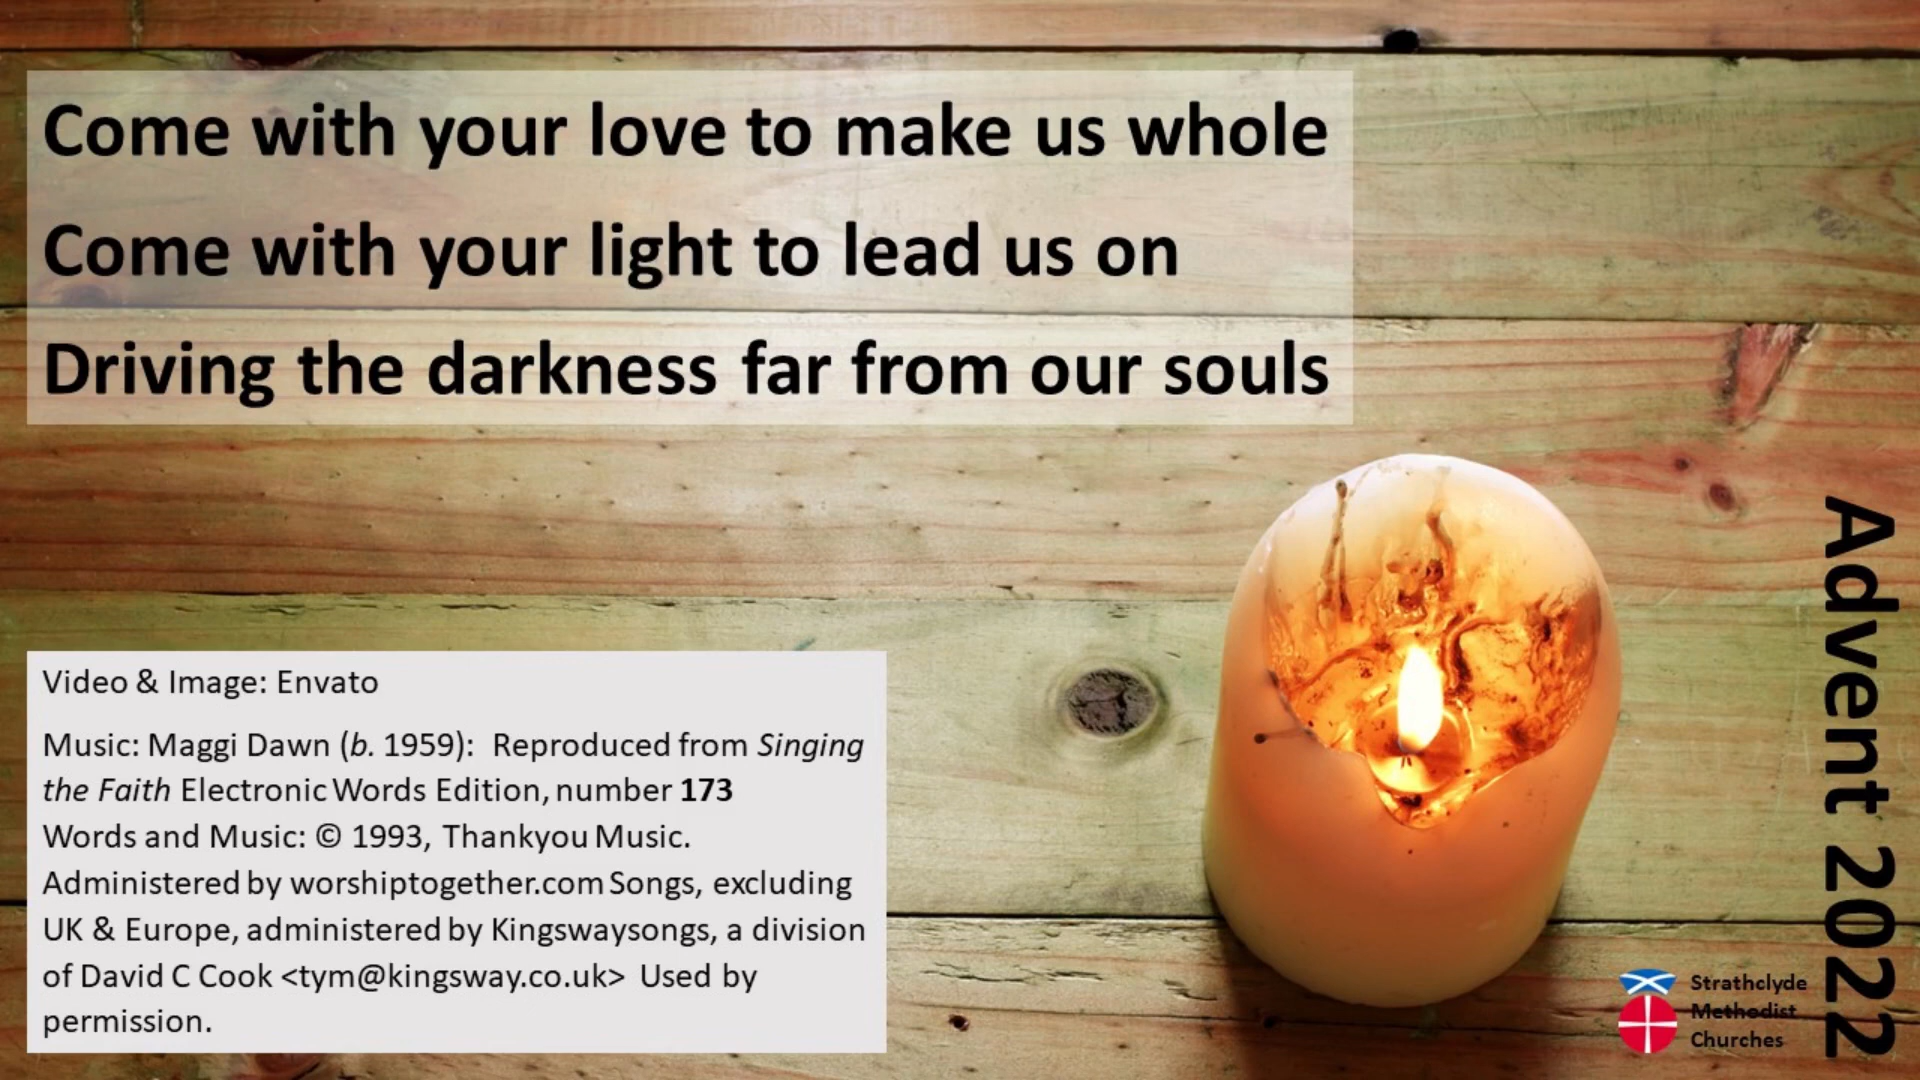 Come with your love to make us whole
Come with your light to lead us on
Driving the darkness far from our souls
Video & Image: Envato
Music: Maggi Dawn (b. 1959): Reproduced from Singing
the Faith Electronic Words Edition, number 173
Words and Music: © 1993, Thankyou Music.
Administered by worshiptogether.com Songs, excluding
UK & Europe, administered by Kingswaysongs, a division
of David C Cook <tym@kingsway.co.uk> Used by
permission.
Advent 2022
Strathclyde
Methodist
Churches